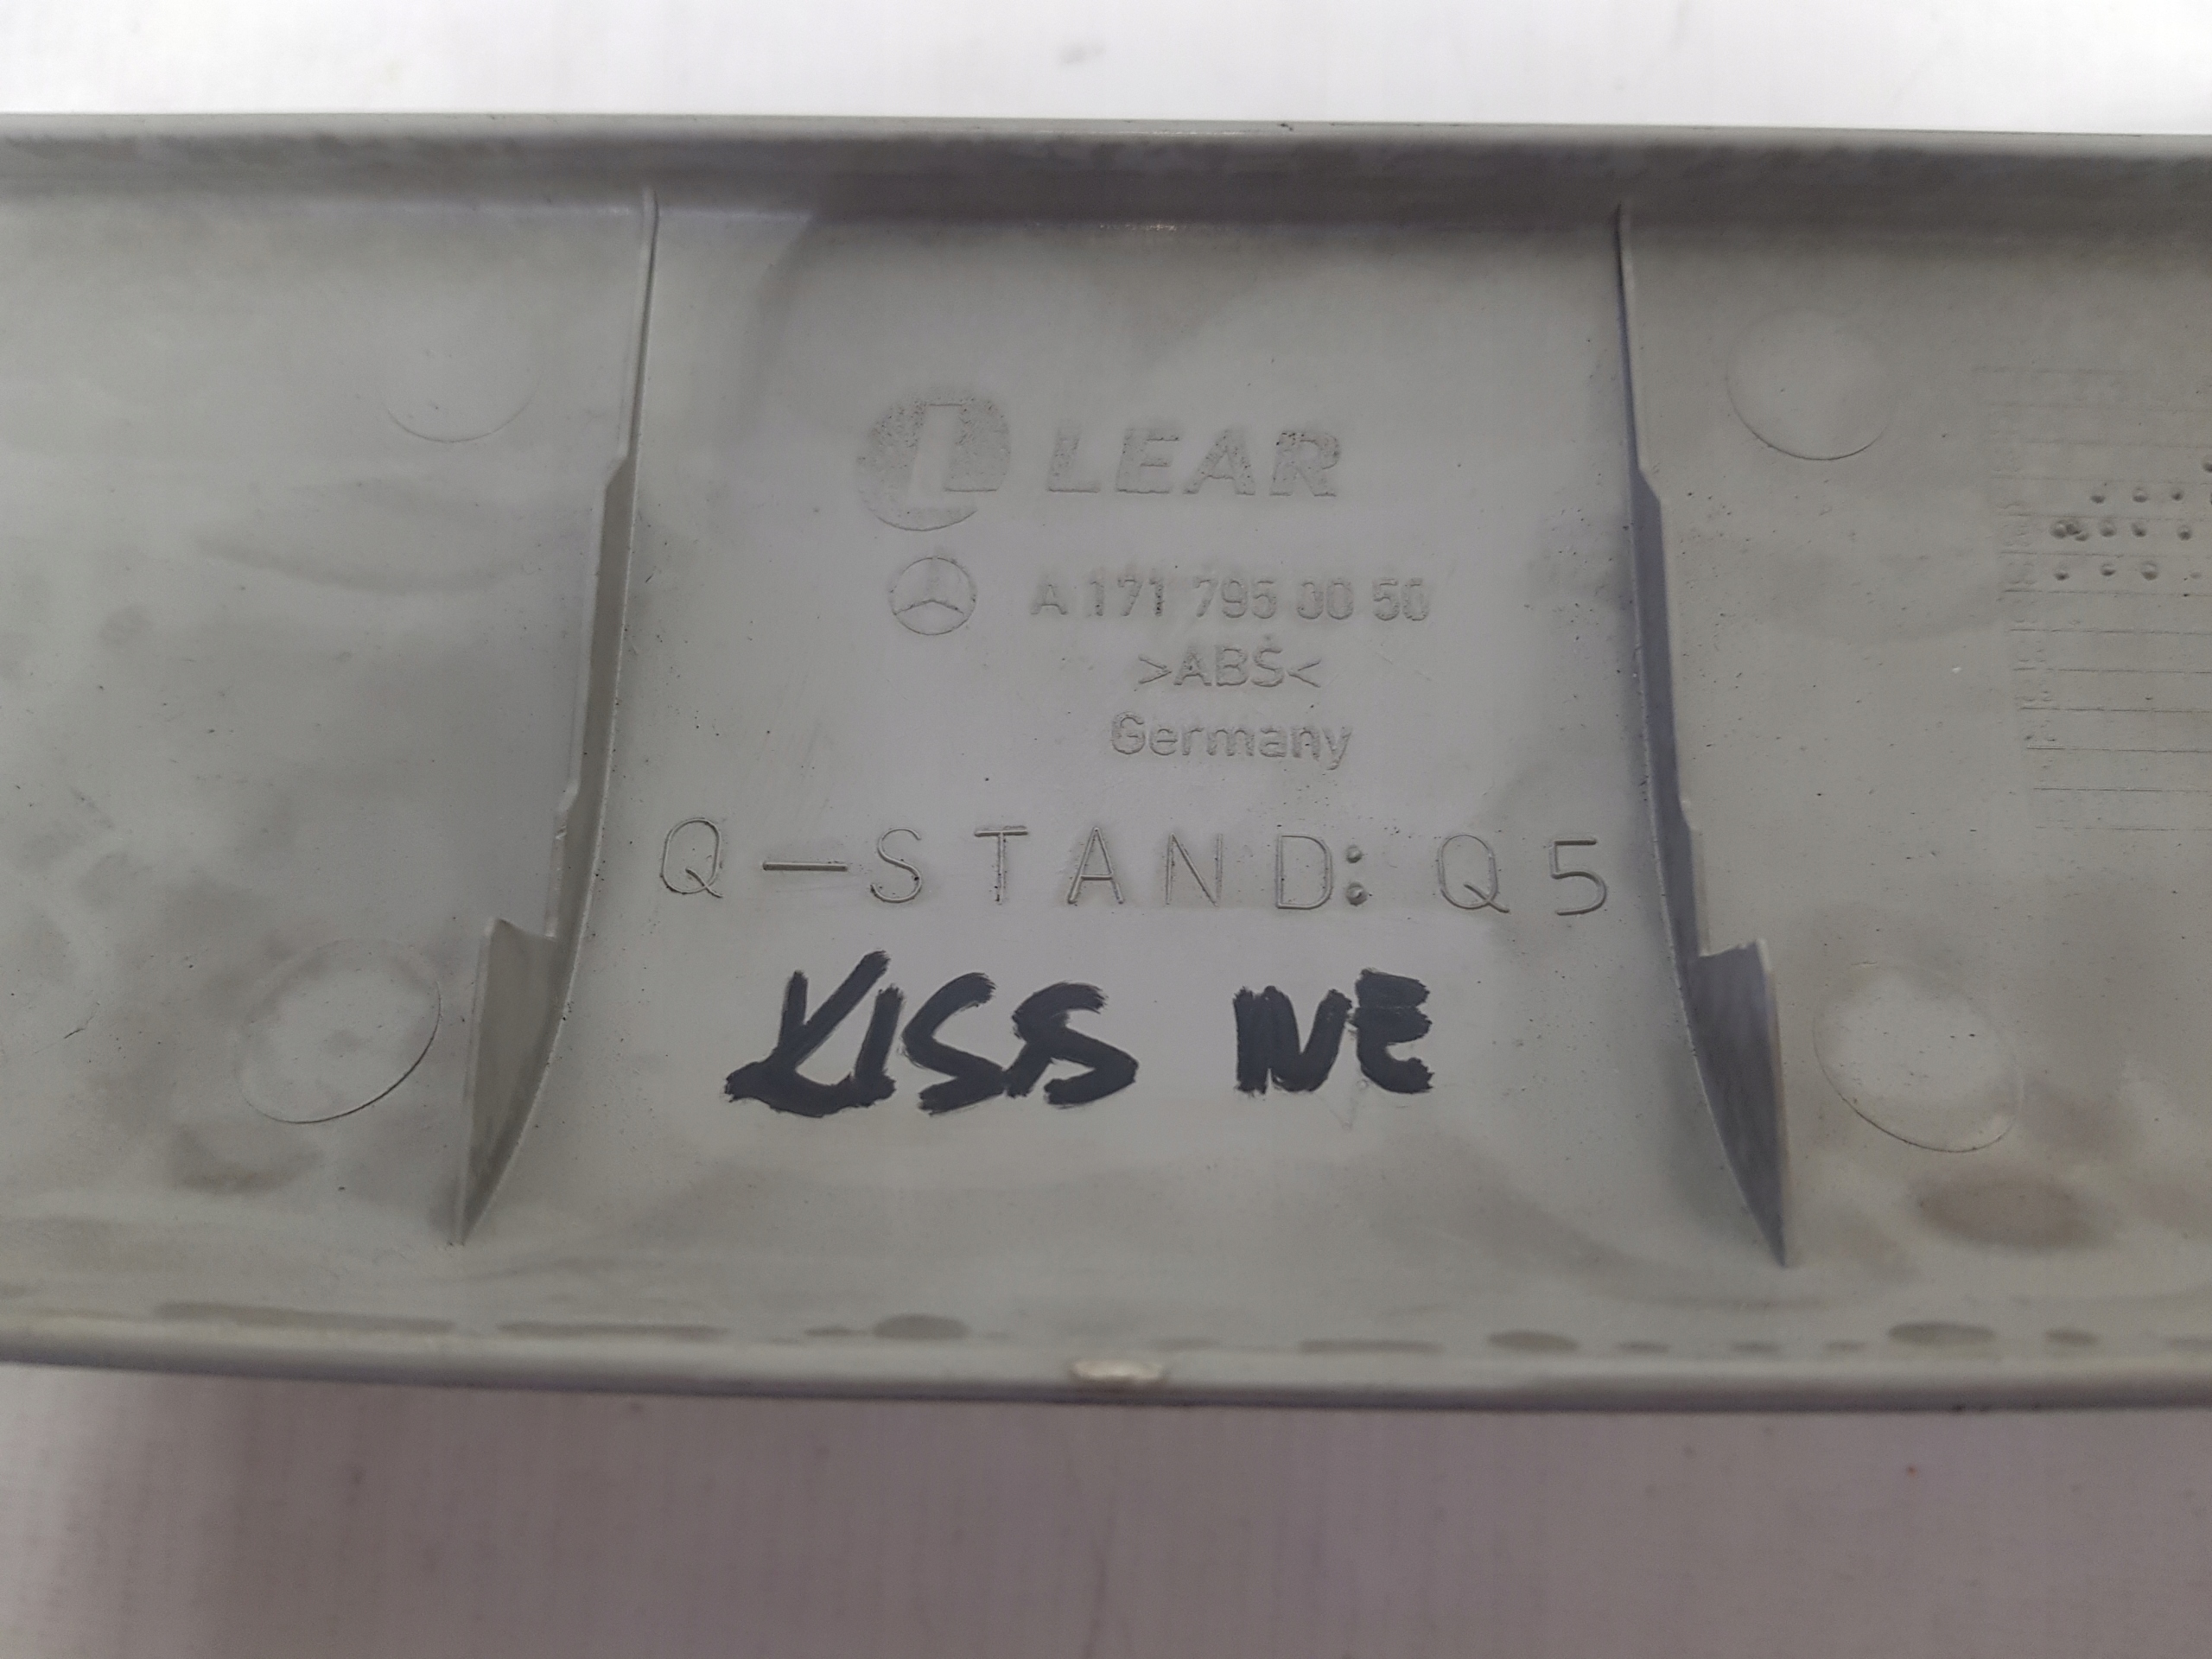 LEAR
A 171 795 00 50
>ABS<
Germany
Q-STAND: Q5
KISS ME